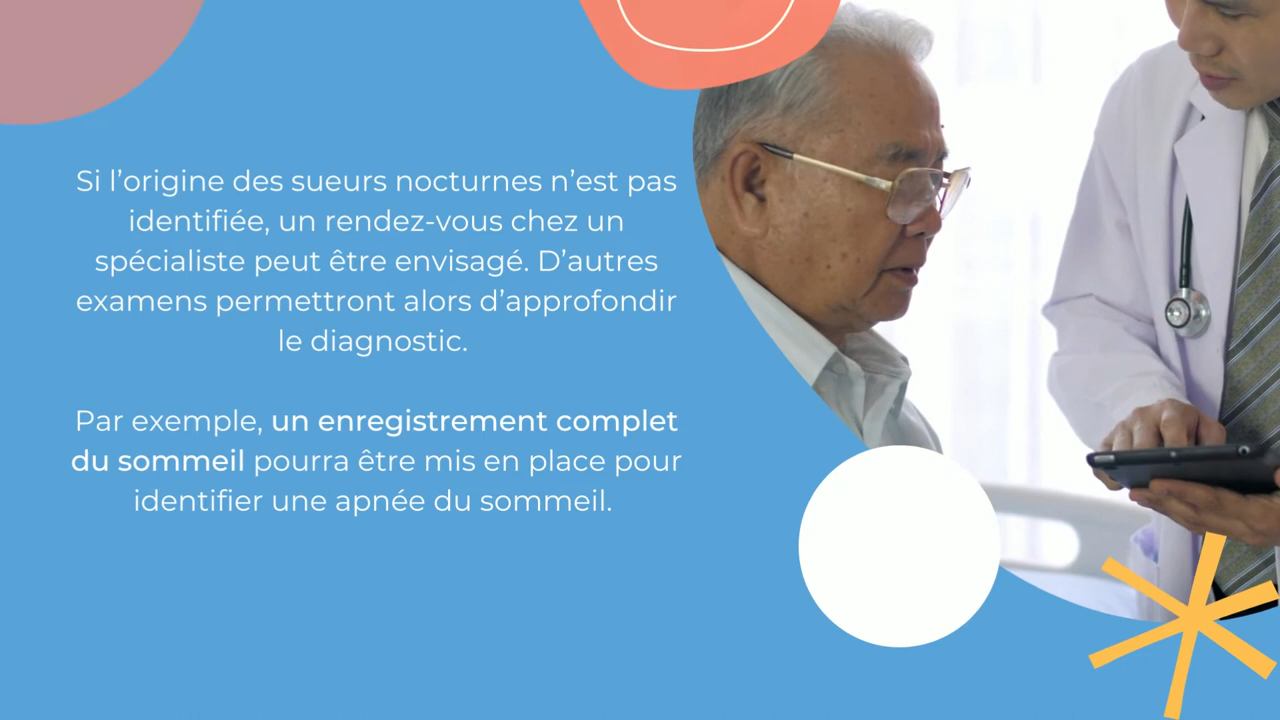 Si l’origine des sueurs nocturnes n’est pas
identifiée, un rendez-vous chez un
spécialiste peut être envisagé. D’autres
examens permettront alors d’approfondir
le diagnostic.
Par exemple, un enregistrement complet
du sommeil pourra être mis en place pour
identifier une apnée du sommeil.